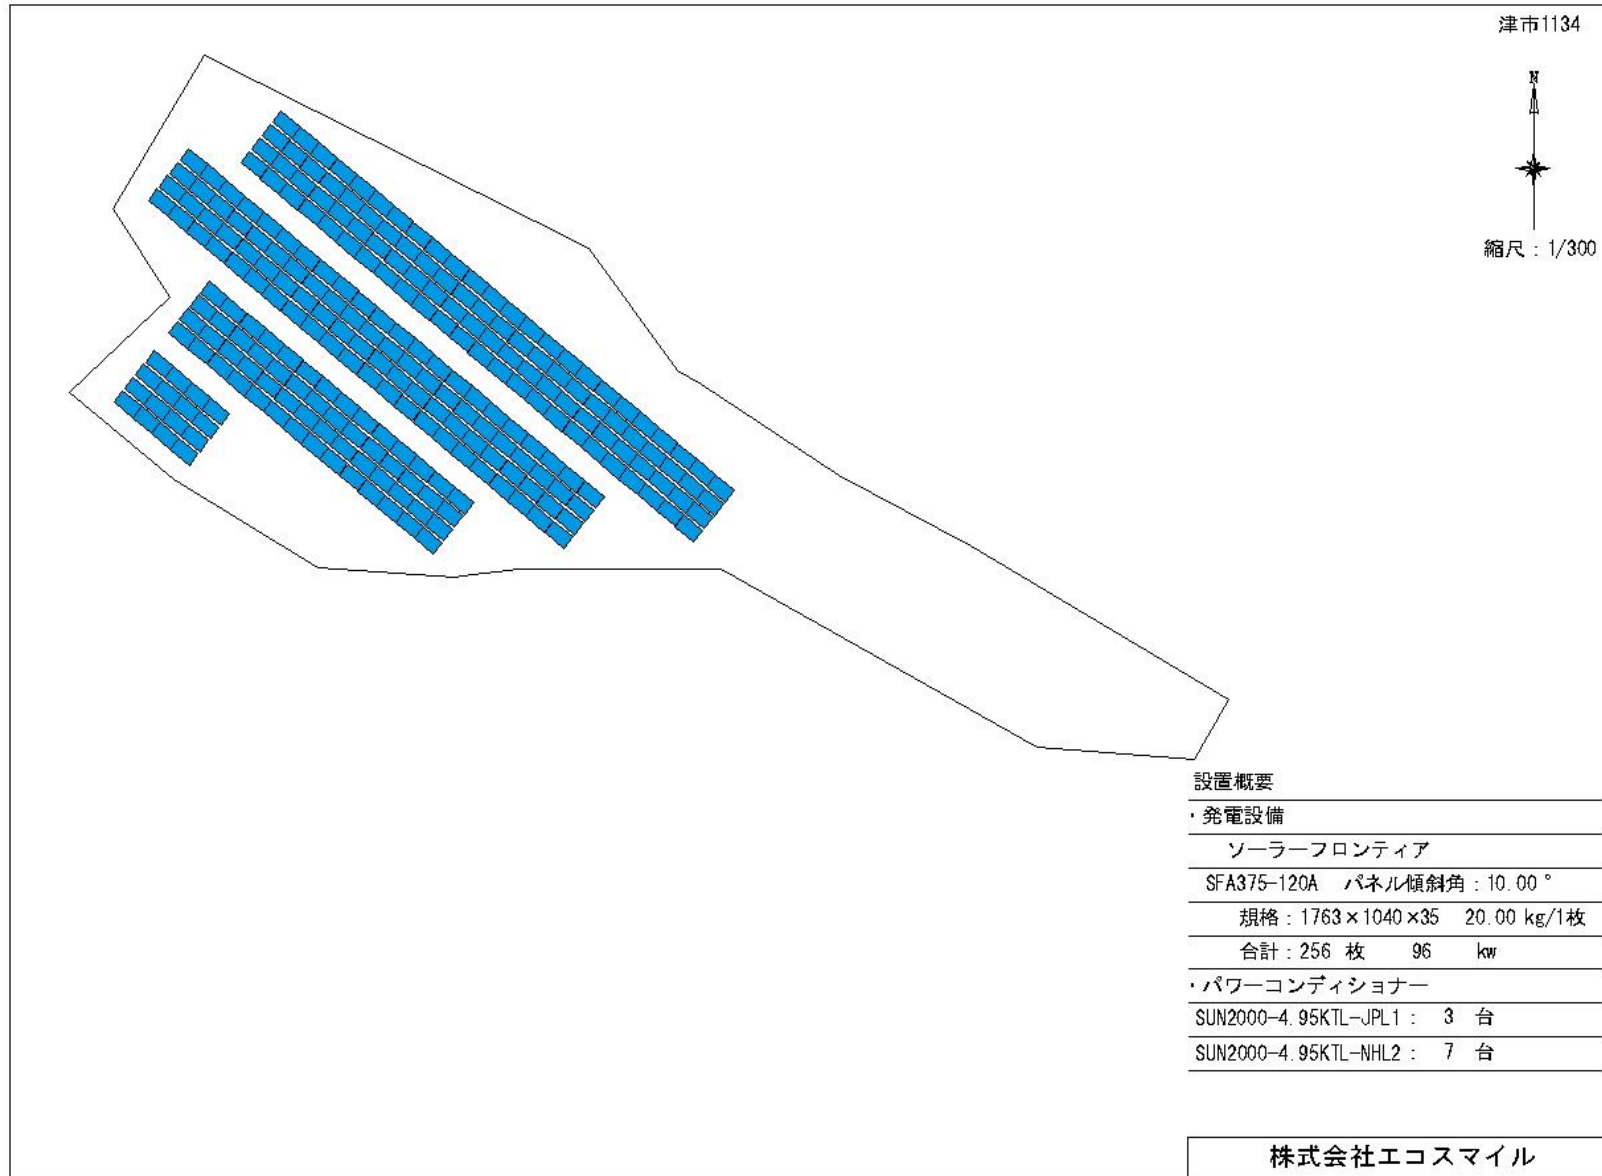 津市1134
N
縮尺：1/300
設置概要
・発電設備
ソーラーフロンティア
SFA375-120A パネル傾斜角：10.00°
規格：1763×1040×35 20.00 kg/1枚
合計：256 枚 96 kw
・パワーコンディショナー
SUN2000-4.95KTL-JPL1： 3 台
SUN2000-4.95KTL-NHL2： 7 台
株式会社エコスマイル